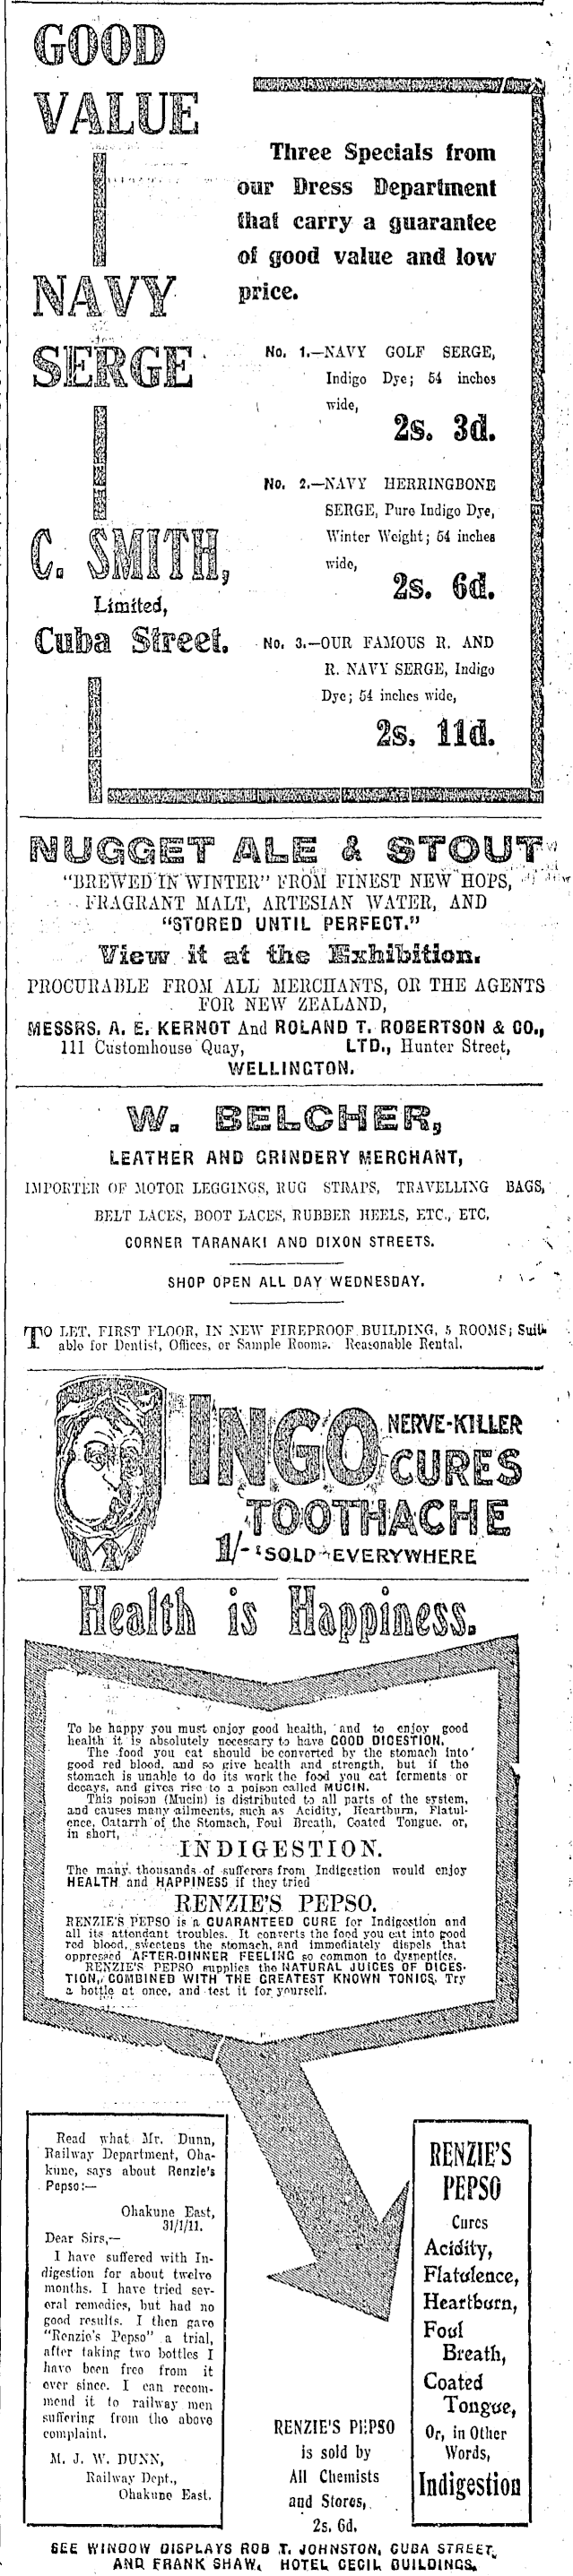 GOOD
VALUE
NAVY
SERGE
C. SMITH,
Limited,
Cuba Street.
Three Specials from
our Dress Department
that carry a guarantee
of good value and low
price.
No. 1.—NAVY GOLF SERGE,
Indigo Dye; 54 inches
wide,
2s. 3d.
No. 2.—NAVY HERRINGBONE
SERGE, Pure Indigo Dye,
Winter Weight; 54 inches
wide,
2s. 6d.
No. 3.—OUR FAMOUS R. AND
R. NAVY SERGE, Indigo
Dye; 54 inches wide,
2s. 11d.
NUGGET ALE & STOUT
"BREWED IN WINTER" FROM FINEST NEW HOPS,
FRAGRANT MALT, ARTESIAN WATER, AND
"STORED UNTIL PERFECT."
View it at the Exhibition.
PROCURABLE FROM ALL MERCHANTS, OR THE AGENTS
FOR NEW ZEALAND,
MESSRS. A. E. KERNOT And ROLAND T. ROBERTSON & CO.,
111 Customhouse Quay, LTD., Hunter Street,
WELLINGTON.
W. BELCHER,
LEATHER AND GRINDERY MERCHANT,
IMPORTER OF MOTOR LEGGINGS, RUG STRAPS, TRAVELLING BAGS,
BELT LACES, BOOT LACES, RUBBER HEELS, ETC., ETC.
CORNER TARANAKI AND DIXON STREETS.
SHOP OPEN ALL DAY WEDNESDAY.
TO LET, FIRST FLOOR, IN NEW FIREPROOF BUILDING, 5 ROOMS; Suit-
able for Dentist, Offices, or Sample Rooms. Reasonable Rental.
INGO NERVE-KILLER
CURES
TOOTHACHE
1/- SOLD EVERYWHERE
Health is Happiness.
To be happy you must enjoy good health, and to enjoy good
health it is absolutely necessary to have GOOD DIGESTION.
The food you eat should be converted by the stomach into
good red blood, and so give health and strength, but if the
stomach is unable to do its work the food you eat ferments or
decays, and gives rise to a poison called MUCIN.
This poison (Mucin) is distributed to all parts of the system,
and causes many ailments, such as Acidity, Heartburn, Flatul-
ence, Catarrh of the Stomach, Foul Breath, Coated Tongue, or,
in short,
INDIGESTION.
The many thousands of sufferers from Indigestion would enjoy
HEALTH and HAPPINESS if they tried
RENZIE'S PEPSO.
RENZIE'S PEPSO is a GUARANTEED CURE for Indigestion and
all its attendant troubles. It converts the food you eat into good
red blood, sweetens the stomach, and immediately dispels that
oppressed AFTER-DINNER FEELING so common to dyspeptics.
RENZIE'S PEPSO supplies the NATURAL JUICES OF DIGES-
TION, COMBINED WITH THE GREATEST KNOWN TONICS. Try
a bottle at once, and test it for yourself.
Read what Mr. Dunn,
Railway Department, Oha-
kune, says about Renzie's
Pepso:—
Ohakune East,
31/1/11.
Dear Sirs,—
I have suffered with In-
digestion for about twelve
months. I have tried sev-
eral remedies, but had no
good results. I then gave
"Renzie's Pepso" a trial,
after taking two bottles I
have been free from it
ever since. I can recom-
mend it to railway men
suffering from the above
complaint.
M. J. W. DUNN,
Railway Dept.,
Ohakune East.
RENZIE'S PEPSO
is sold by
All Chemists
and Stores,
2s. 6d.
RENZIE'S
PEPSO
Cures
Acidity,
Flatulence,
Heartburn,
Foul
Breath,
Coated
Tongue,
Or, in Other
Words,
Indigestion
SEE WINDOW DISPLAYS ROB T. JOHNSTON, CUBA STREET,
AND FRANK SHAW, HOTEL CECIL BUILDINGS.